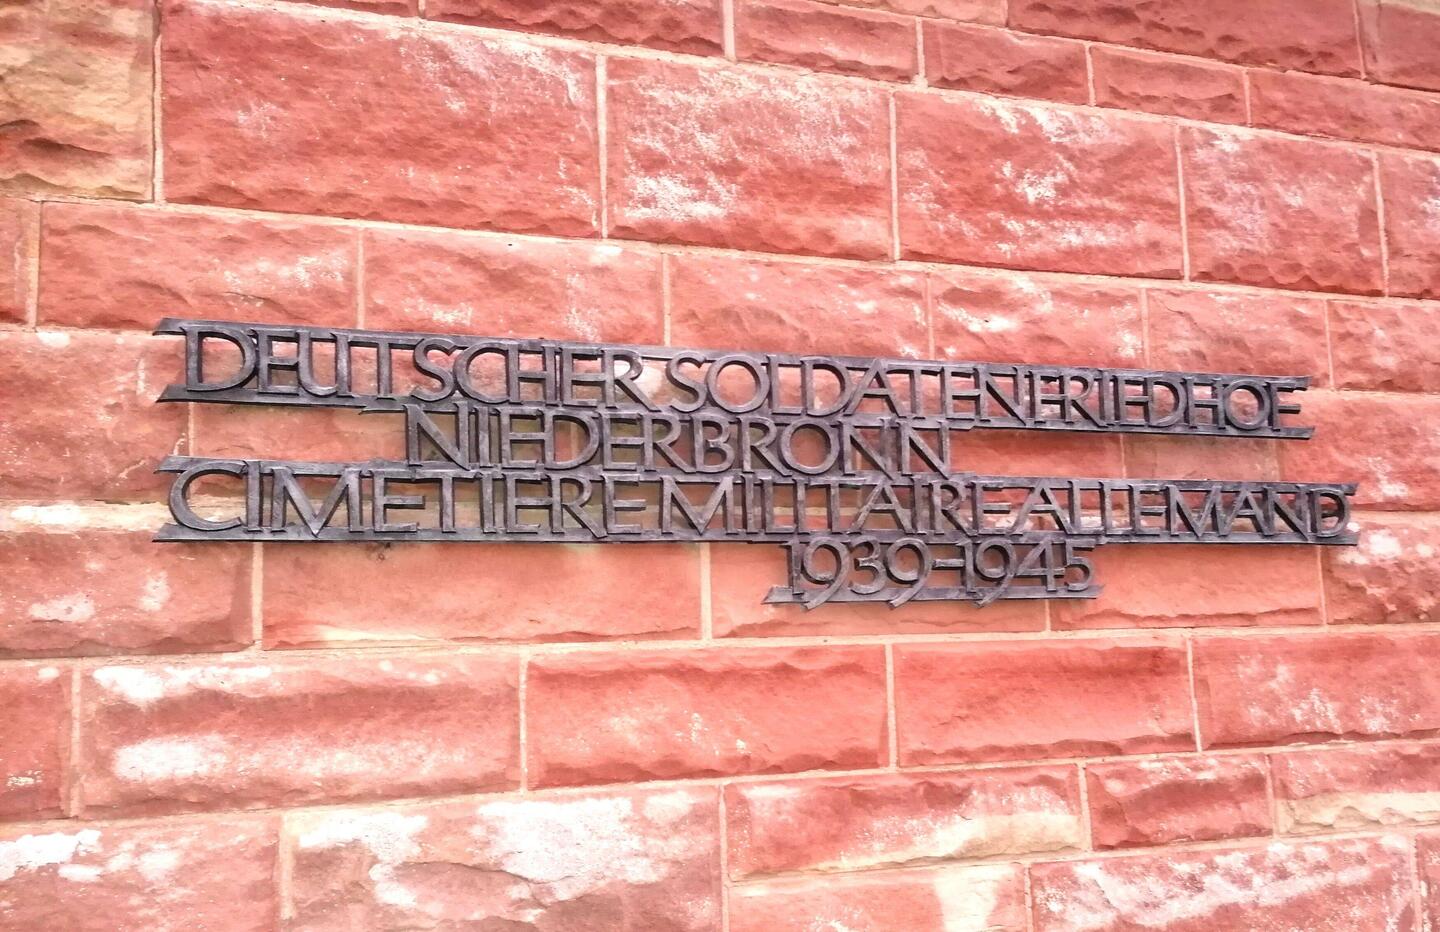 DEUTSCHER SOLDATENFRIEDHOF
NIEDERBRONN
CIMETIERE MILITAIRE ALLEMAND
1939-1945